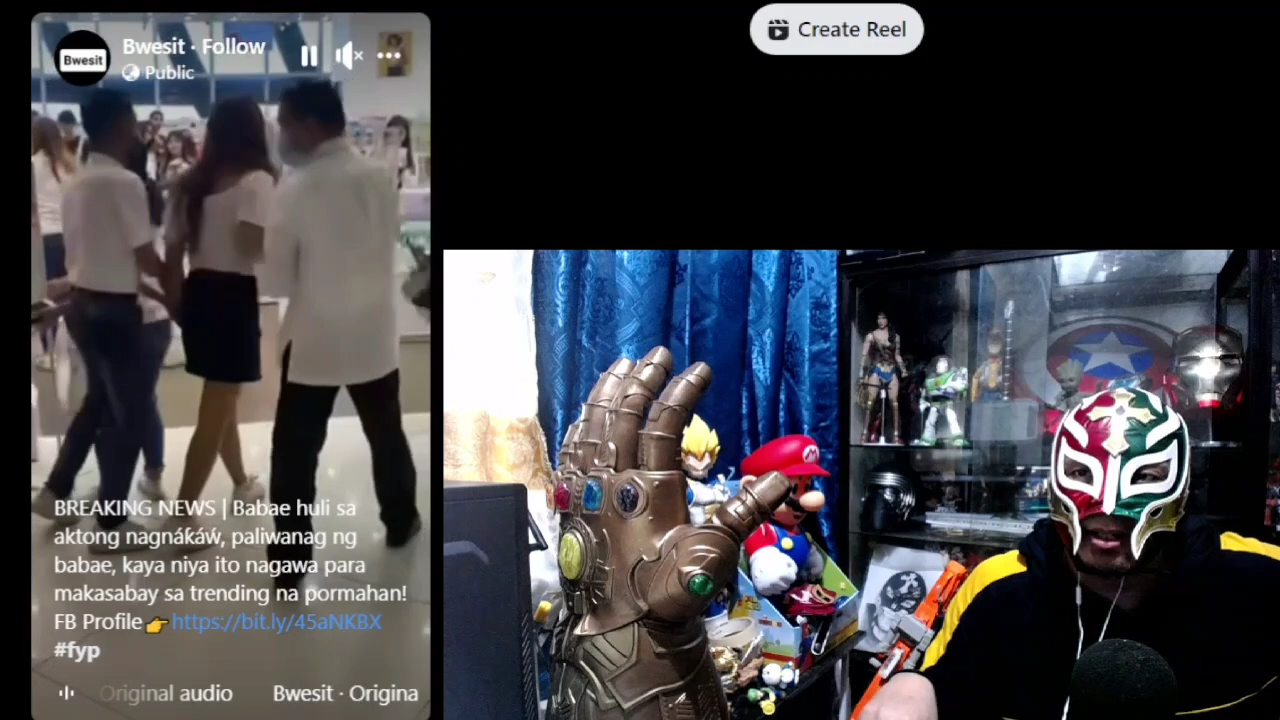 Bwesit
Bwesit · Follow
Public
Create Reel
BREAKING NEWS | Babae huli sa
aktong nagnáƙáẃ, paliwanag ng
babae, kaya niya ito nagawa para
makasabay sa trending na pormahan!
FB Profile👉https://bit.ly/45aNKBX
#fyp
Original audio
Bwesit · Origina